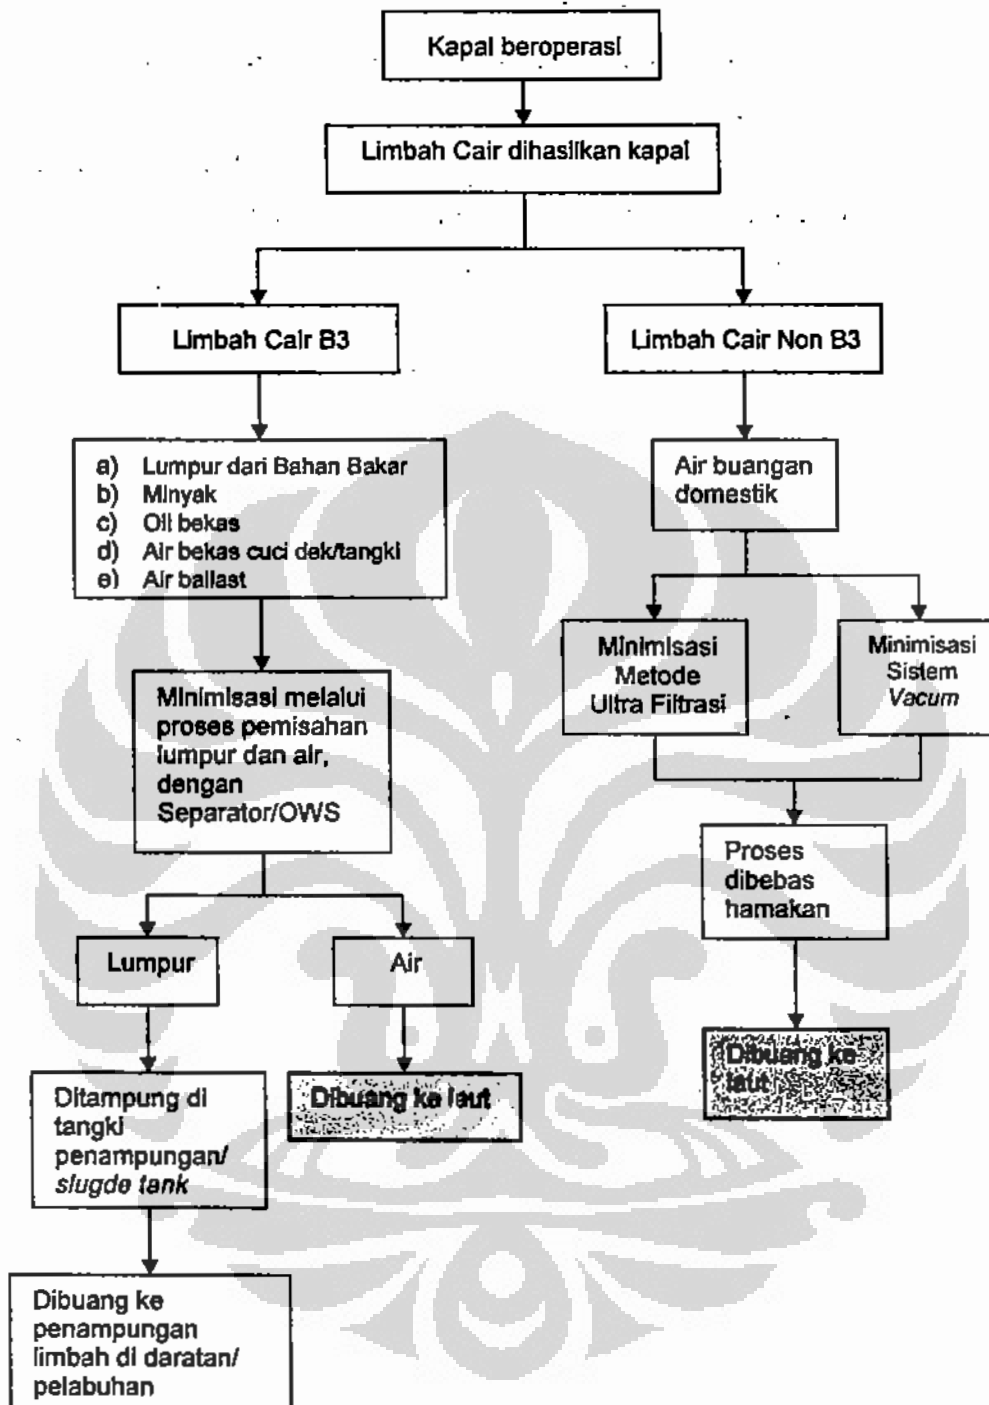 Kapal beroperasi
Limbah Cair dihasilkan kapal
Limbah Cair B3
Limbah Cair Non B3
a) Lumpur dari Bahan Bakar
b) Minyak
c) Oli bekas
d) Air bekas cuci dek/tangki
e) Air ballast
Air buangan
domestik
Minimisasi
Metode
Ultra Filtrasi
Minimisasi
Sistem
Vacum
Minimisasi melalui
proses pemisahan
lumpur dan air,
dengan
Separator/OWS
Proses
dibebas
hamakan
Lumpur
Air
Dibuang ke
laut
Ditampung di
tangki
penampungan/
slugde tank
Dibuang ke laut
Dibuang ke
penampungan
limbah di daratan/
pelabuhan